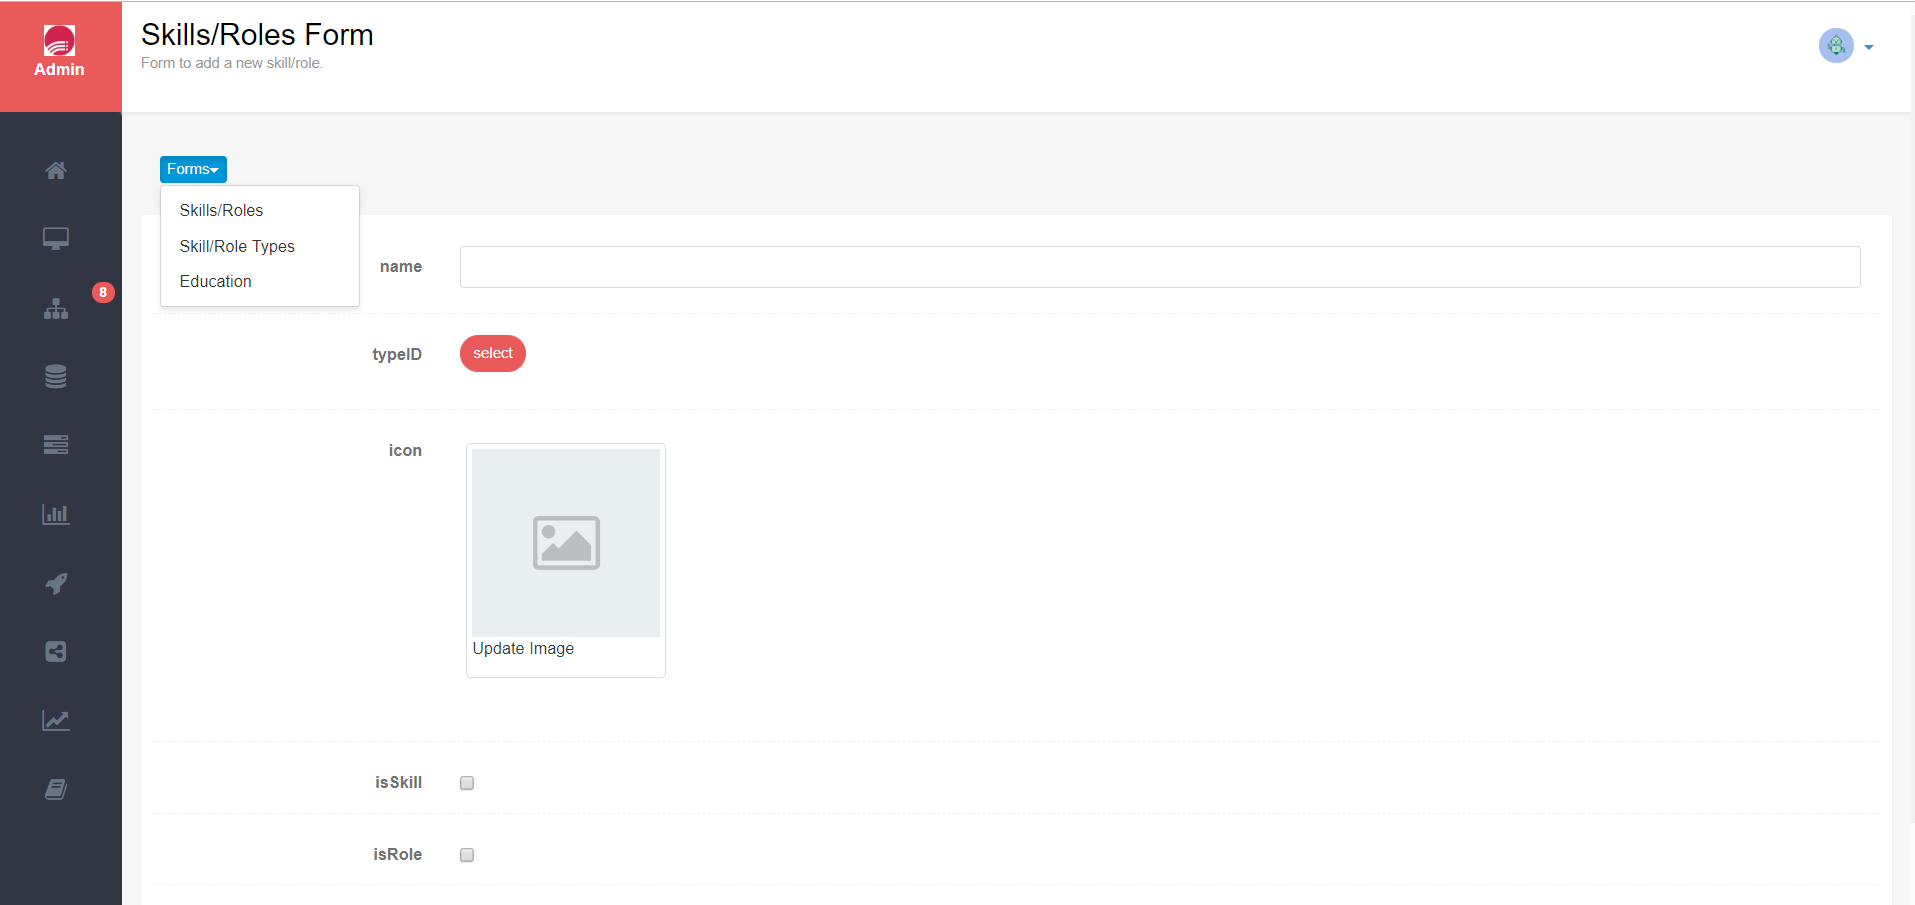 Admin
Skills/Roles Form
Form to add a new skill/role.
8
Forms
Skills/Roles
Skill/Role Types
Education
name
typeID
select
icon
Update Image
isSkill
isRole